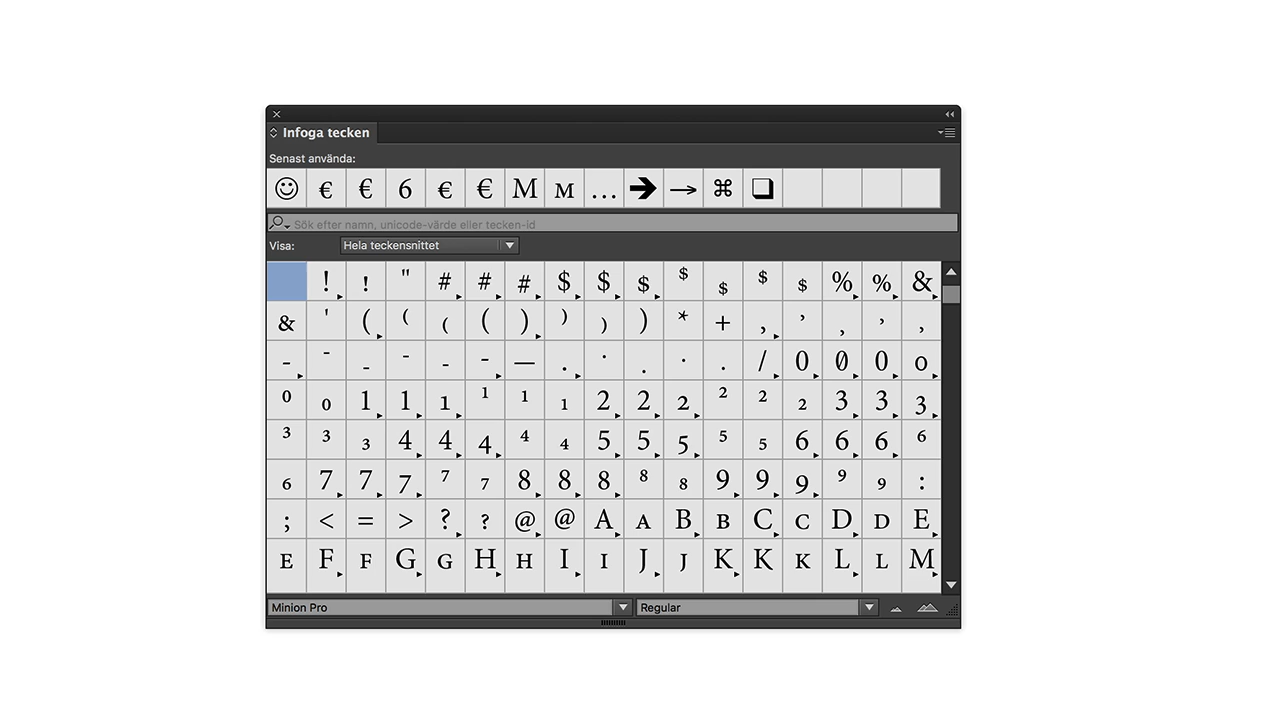 Infoga tecken
Senast använda:
☺ € € 6 € € M ᴍ … ➔ → ⌘ ❏
Sök efter namn, unicode-värde eller tecken-id
Visa: Hela teckensnittet
! ! " # # # $ $ $ $ $ $ $ % % &
& ' ( ( ( ( ) ) ) ) * + , ’ , ’ ,
- - - - - - — . · . · . / 0 0 0 o
⁰ ₀ 1 1 1 ¹ ¹ ₁ 2 2 2 ² ² ₂ 3 3 3
³ ³ ₃ 4 4 4 ⁴ ₄ 5 5 5 ⁵ ₅ 6 6 6 ⁶
₆ 7 7 7 ⁷ ₇ 8 8 8 ⁸ ₈ 9 9 9 ⁹ ₉ :
; < = > ? ? @ @ A ᴀ B ʙ C ᴄ D ᴅ E
ᴇ F ꜰ G ɢ H ʜ I ɪ J ᴊ K K ᴋ L ʟ M
Minion Pro Regular